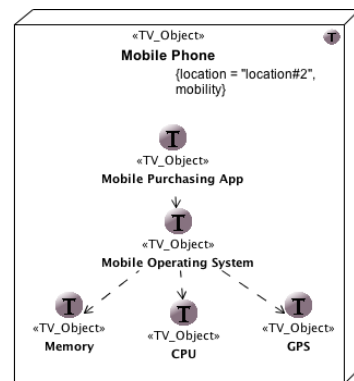 «TV_Object»
T
Mobile Phone
{location = "location#2",
mobility}
T
«TV_Object»
Mobile Purchasing App
T
«TV_Object»
Mobile Operating System
T
«TV_Object»
Memory
T
«TV_Object»
CPU
T
«TV_Object»
GPS